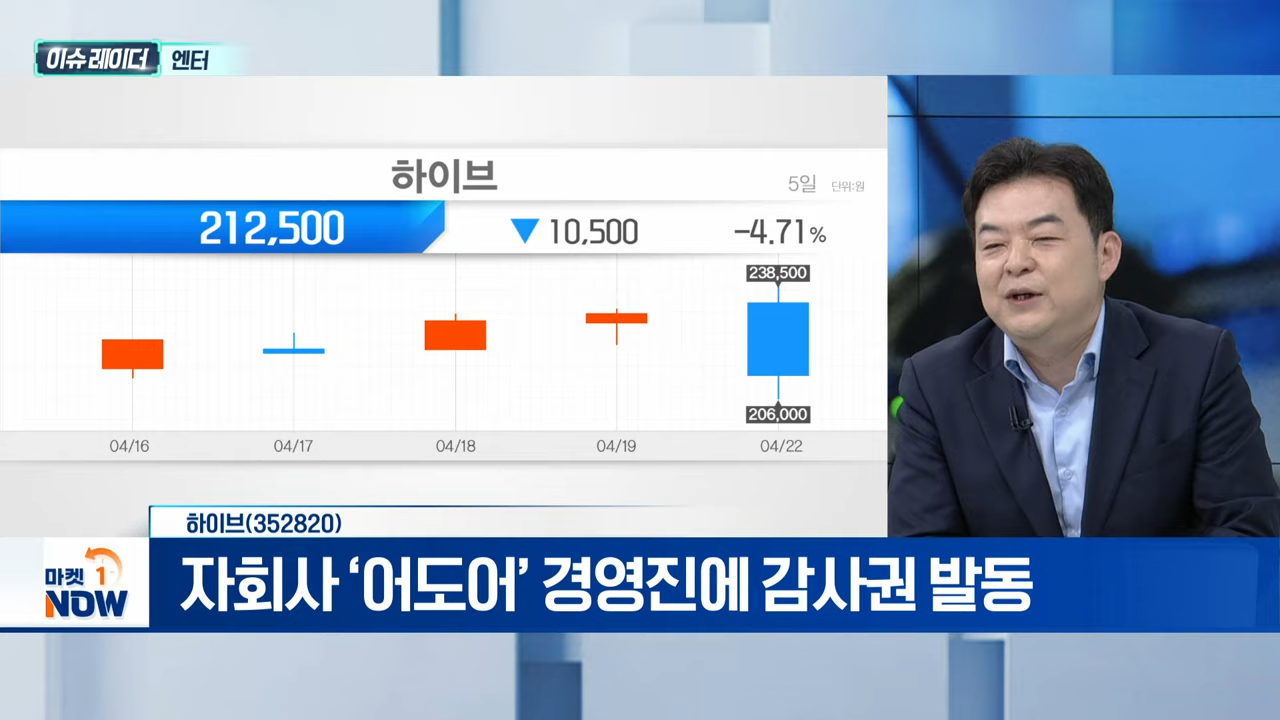 이슈 레이더 엔터
하이브
5일 단위:원
212,500 ▼ 10,500 -4.71%
238,500
206,000
04/16 04/17 04/18 04/19 04/22
하이브(352820)
마켓 1
NOW
자회사 ‘어도어’ 경영진에 감사권 발동